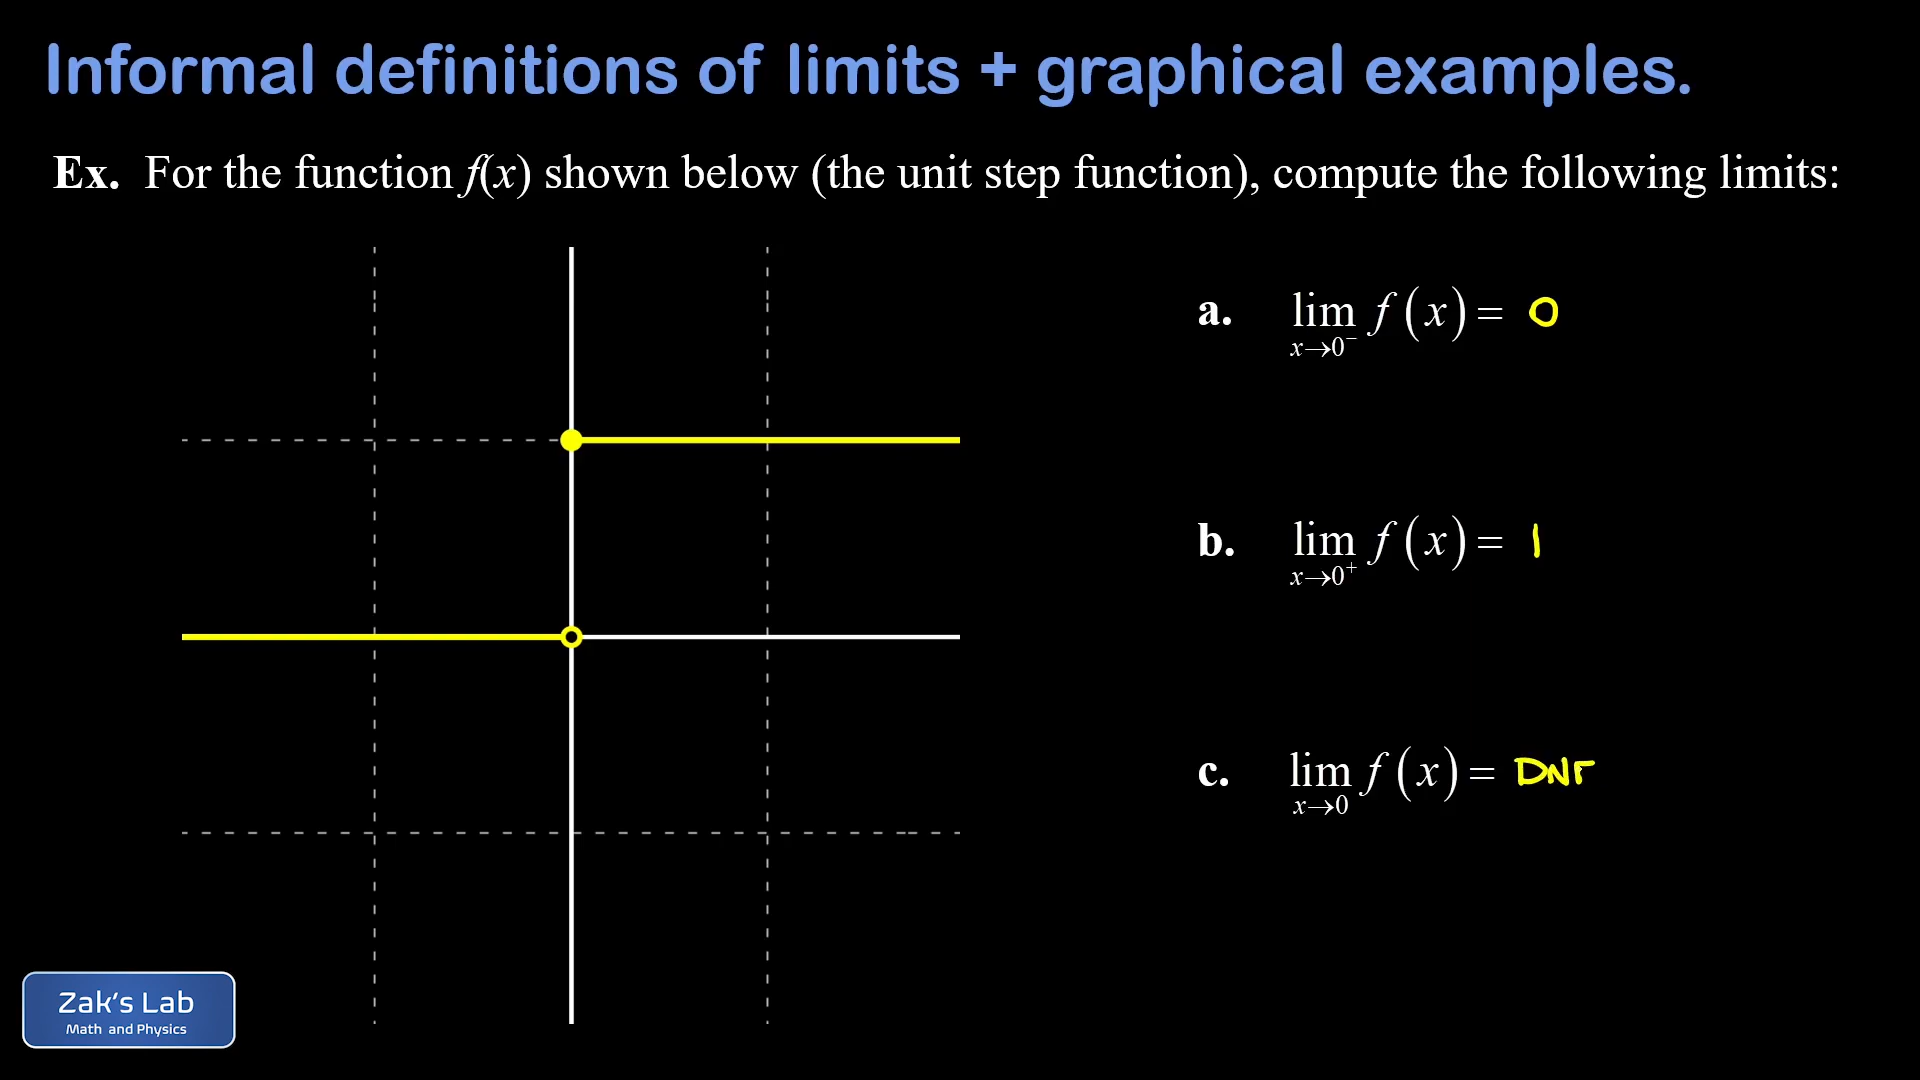 Informal definitions of limits + graphical examples.
Ex. For the function f(x) shown below (the unit step function), compute the following limits:
a. lim x→0⁻ f(x) = 0
b. lim x→0⁺ f(x) = 1
c. lim x→0 f(x) = DNF
Zak's Lab
Math and Physics